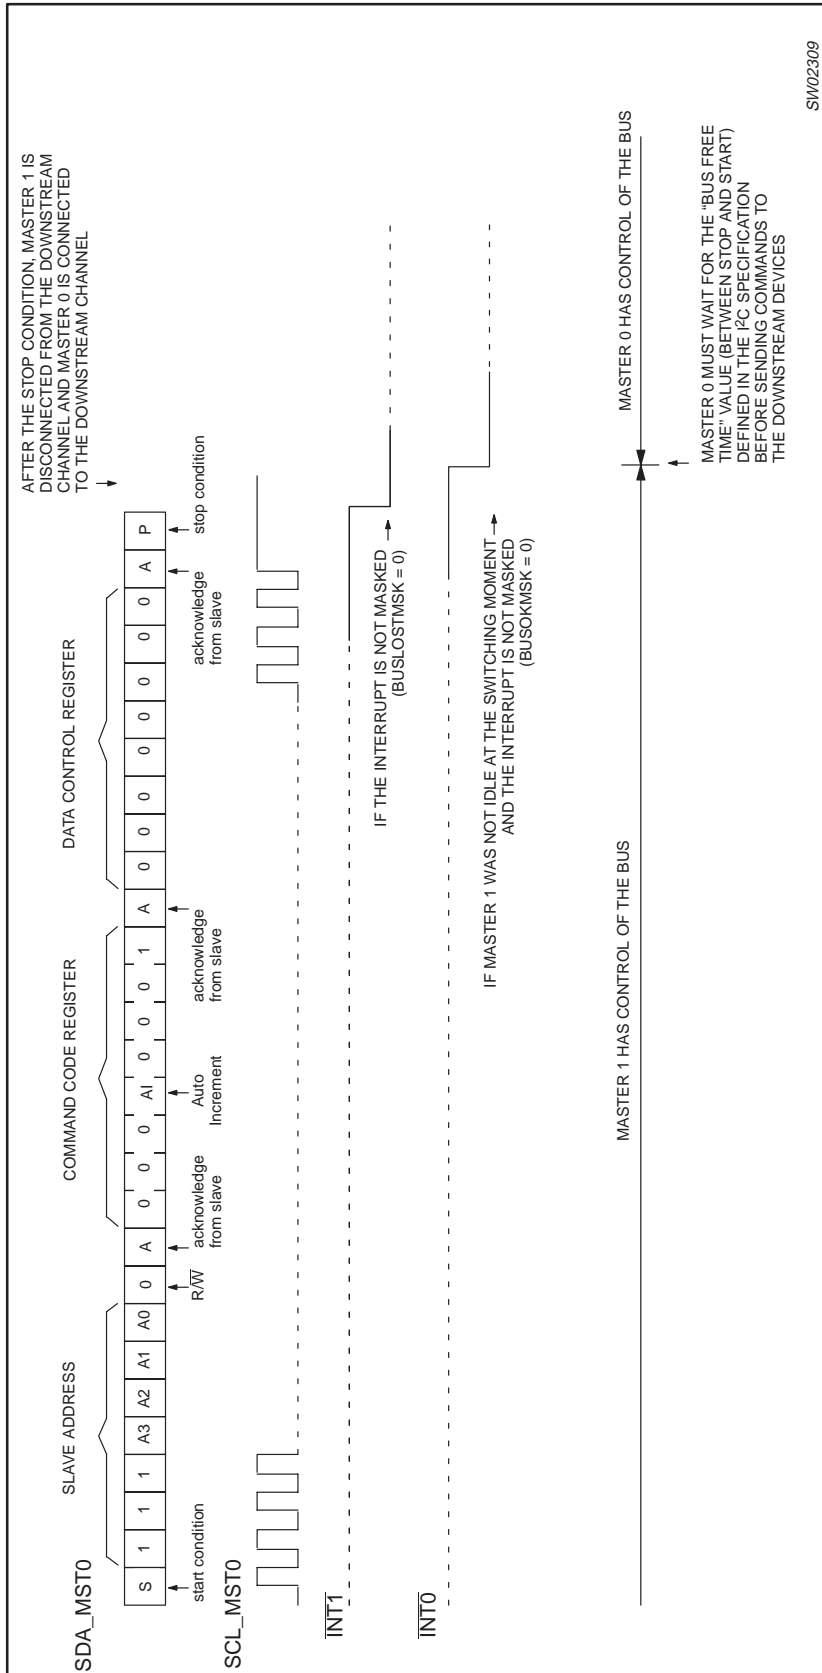 AFTER THE STOP CONDITION, MASTER 1 IS
DISCONNECTED FROM THE DOWNSTREAM
CHANNEL AND MASTER 0 IS CONNECTED
TO THE DOWNSTREAM CHANNEL
SLAVE ADDRESS
COMMAND CODE REGISTER
DATA CONTROL REGISTER
SDA_MST0
S 1 1 1 A3 A2 A1 A0 0 A 0 0 0 AI 0 0 0 1 A 0 0 0 0 0 0 0 0 A P
start condition
R/W̅
acknowledge
from slave
Auto
Increment
acknowledge
from slave
acknowledge
from slave
stop condition
SCL_MST0
I̅N̅T̅1̅
IF THE INTERRUPT IS NOT MASKED
(BUSLOSTMSK = 0)
I̅N̅T̅0̅
IF MASTER 1 WAS NOT IDLE AT THE SWITCHING MOMENT
AND THE INTERRUPT IS NOT MASKED
(BUSOKMSK = 0)
MASTER 1 HAS CONTROL OF THE BUS
MASTER 0 HAS CONTROL OF THE BUS
MASTER 0 MUST WAIT FOR THE “BUS FREE
TIME” VALUE (BETWEEN STOP AND START)
DEFINED IN THE I²C SPECIFICATION
BEFORE SENDING COMMANDS TO
THE DOWNSTREAM DEVICES
SW02309